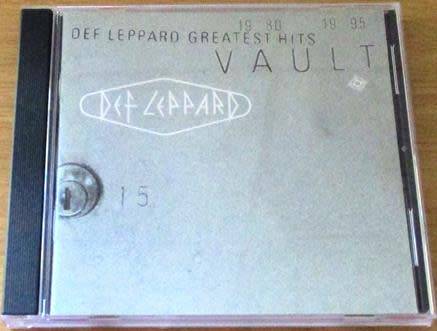 19 80 19 95
DEF LEPPARD GREATEST HITS
VAULT
DEF LEPPARD
15